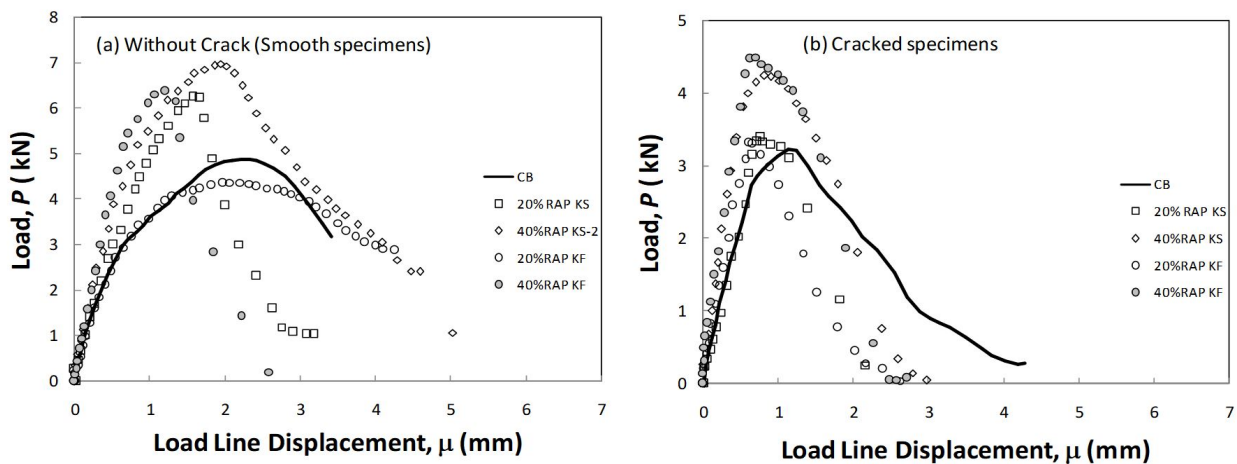 (a) Without Crack (Smooth specimens)
Load, P ( kN)
8
7
6
5
4
3
2
1
0
0 1 2 3 4 5 6 7
Load Line Displacement, μ (mm)
CB
20% RAP KS
40%RAP KS-2
20%RAP KF
40%RAP KF
(b) Cracked specimens
Load, P ( kN)
5
4
3
2
1
0
0 1 2 3 4 5 6 7
Load Line Displacement, μ (mm)
CB
20% RAP KS
40%RAP KS
20%RAP KF
40%RAP KF